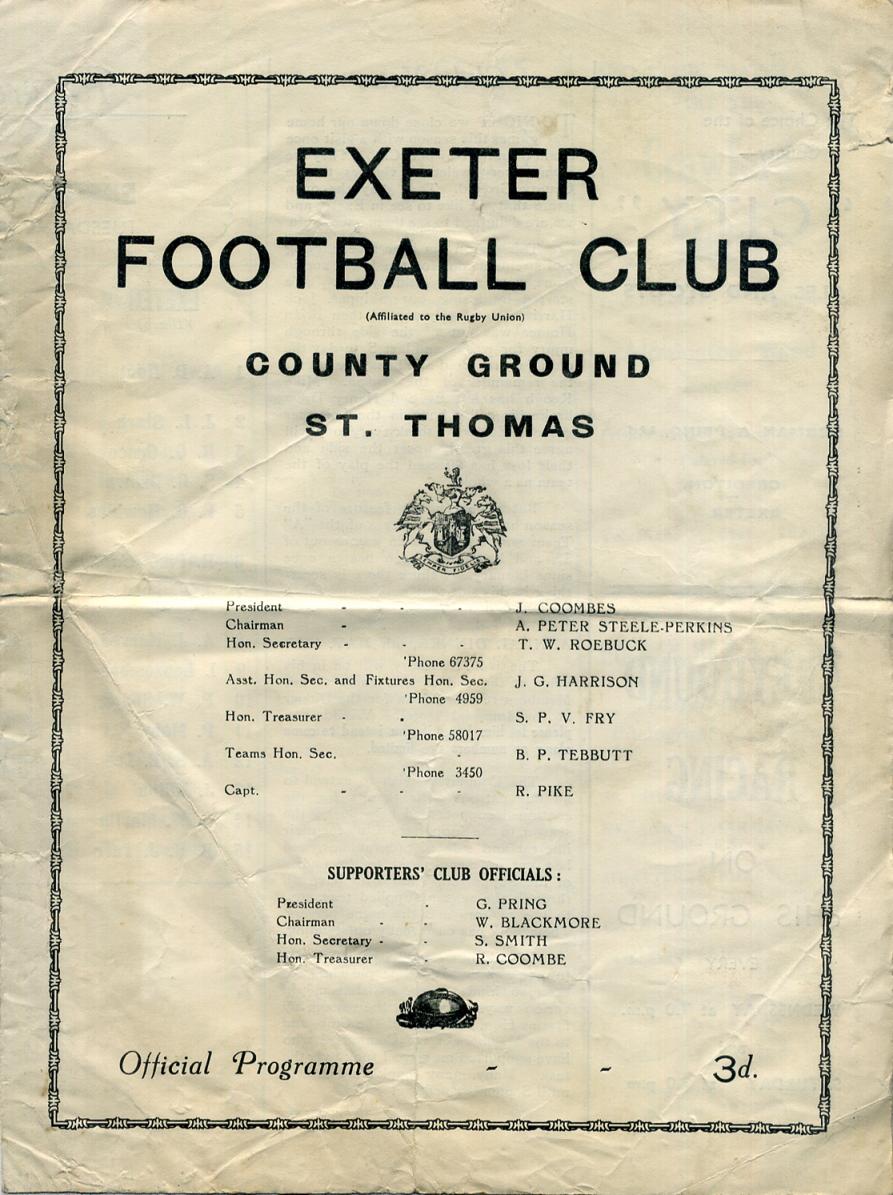 EXETER
FOOTBALL CLUB
(Affiliated to the Rugby Union)
COUNTY GROUND
ST. THOMAS
SEMPER FIDELIS
President - - - J. COOMBES
Chairman - A. PETER STEELE-PERKINS
Hon. Secretary - - - T. W. ROEBUCK
'Phone 67375
Asst. Hon. Sec. and Fixtures Hon. Sec. J. G. HARRISON
'Phone 4959
Hon. Treasurer - - S. P. V. FRY
'Phone 58017
Teams Hon. Sec. - B. P. TEBBUTT
'Phone 3450
Capt. - - - R. PIKE
SUPPORTERS' CLUB OFFICIALS :
President - G. PRING
Chairman - - W. BLACKMORE
Hon. Secretary - - S. SMITH
Hon. Treasurer - R. COOMBE
Official Programme - - 3d.